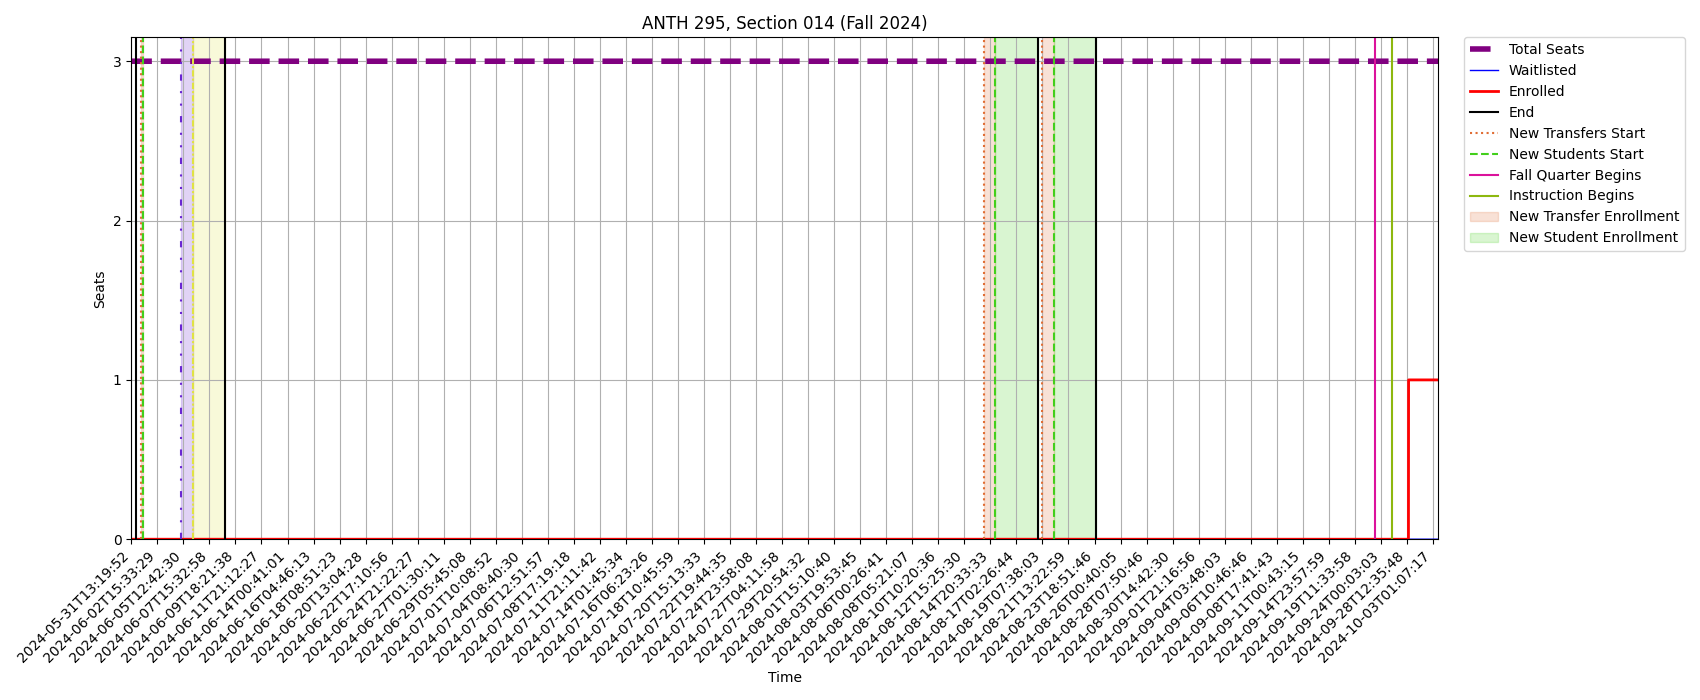 ANTH 295, Section 014 (Fall 2024)
Total Seats
Waitlisted
Enrolled
End
New Transfers Start
New Students Start
Fall Quarter Begins
Instruction Begins
New Transfer Enrollment
New Student Enrollment
Seats
3
2
1
0
2024-05-31T13:19:52
2024-06-02T15:33:29
2024-06-05T12:42:30
2024-06-07T15:32:58
2024-06-09T18:21:38
2024-06-11T21:12:27
2024-06-14T00:41:01
2024-06-16T04:46:13
2024-06-18T08:51:23
2024-06-20T13:04:28
2024-06-22T17:10:56
2024-06-24T21:22:27
2024-06-27T01:30:11
2024-06-29T05:45:08
2024-07-01T10:08:52
2024-07-04T08:40:30
2024-07-06T12:51:57
2024-07-08T17:19:18
2024-07-11T21:11:42
2024-07-14T01:45:34
2024-07-16T06:23:26
2024-07-18T10:45:59
2024-07-20T15:13:33
2024-07-22T19:44:35
2024-07-24T23:58:08
2024-07-27T04:11:58
2024-07-29T20:54:32
2024-08-01T15:10:40
2024-08-03T19:53:45
2024-08-06T00:26:41
2024-08-08T05:21:07
2024-08-10T10:20:36
2024-08-12T15:25:30
2024-08-14T20:33:33
2024-08-17T02:26:44
2024-08-19T07:38:03
2024-08-21T13:22:59
2024-08-23T18:51:46
2024-08-26T00:40:05
2024-08-28T07:50:46
2024-08-30T14:42:30
2024-09-01T21:16:56
2024-09-04T03:48:03
2024-09-06T10:46:46
2024-09-08T17:41:43
2024-09-11T00:43:15
2024-09-14T23:57:59
2024-09-19T11:33:58
2024-09-24T00:03:03
2024-09-28T12:35:48
2024-10-03T01:07:17
Time